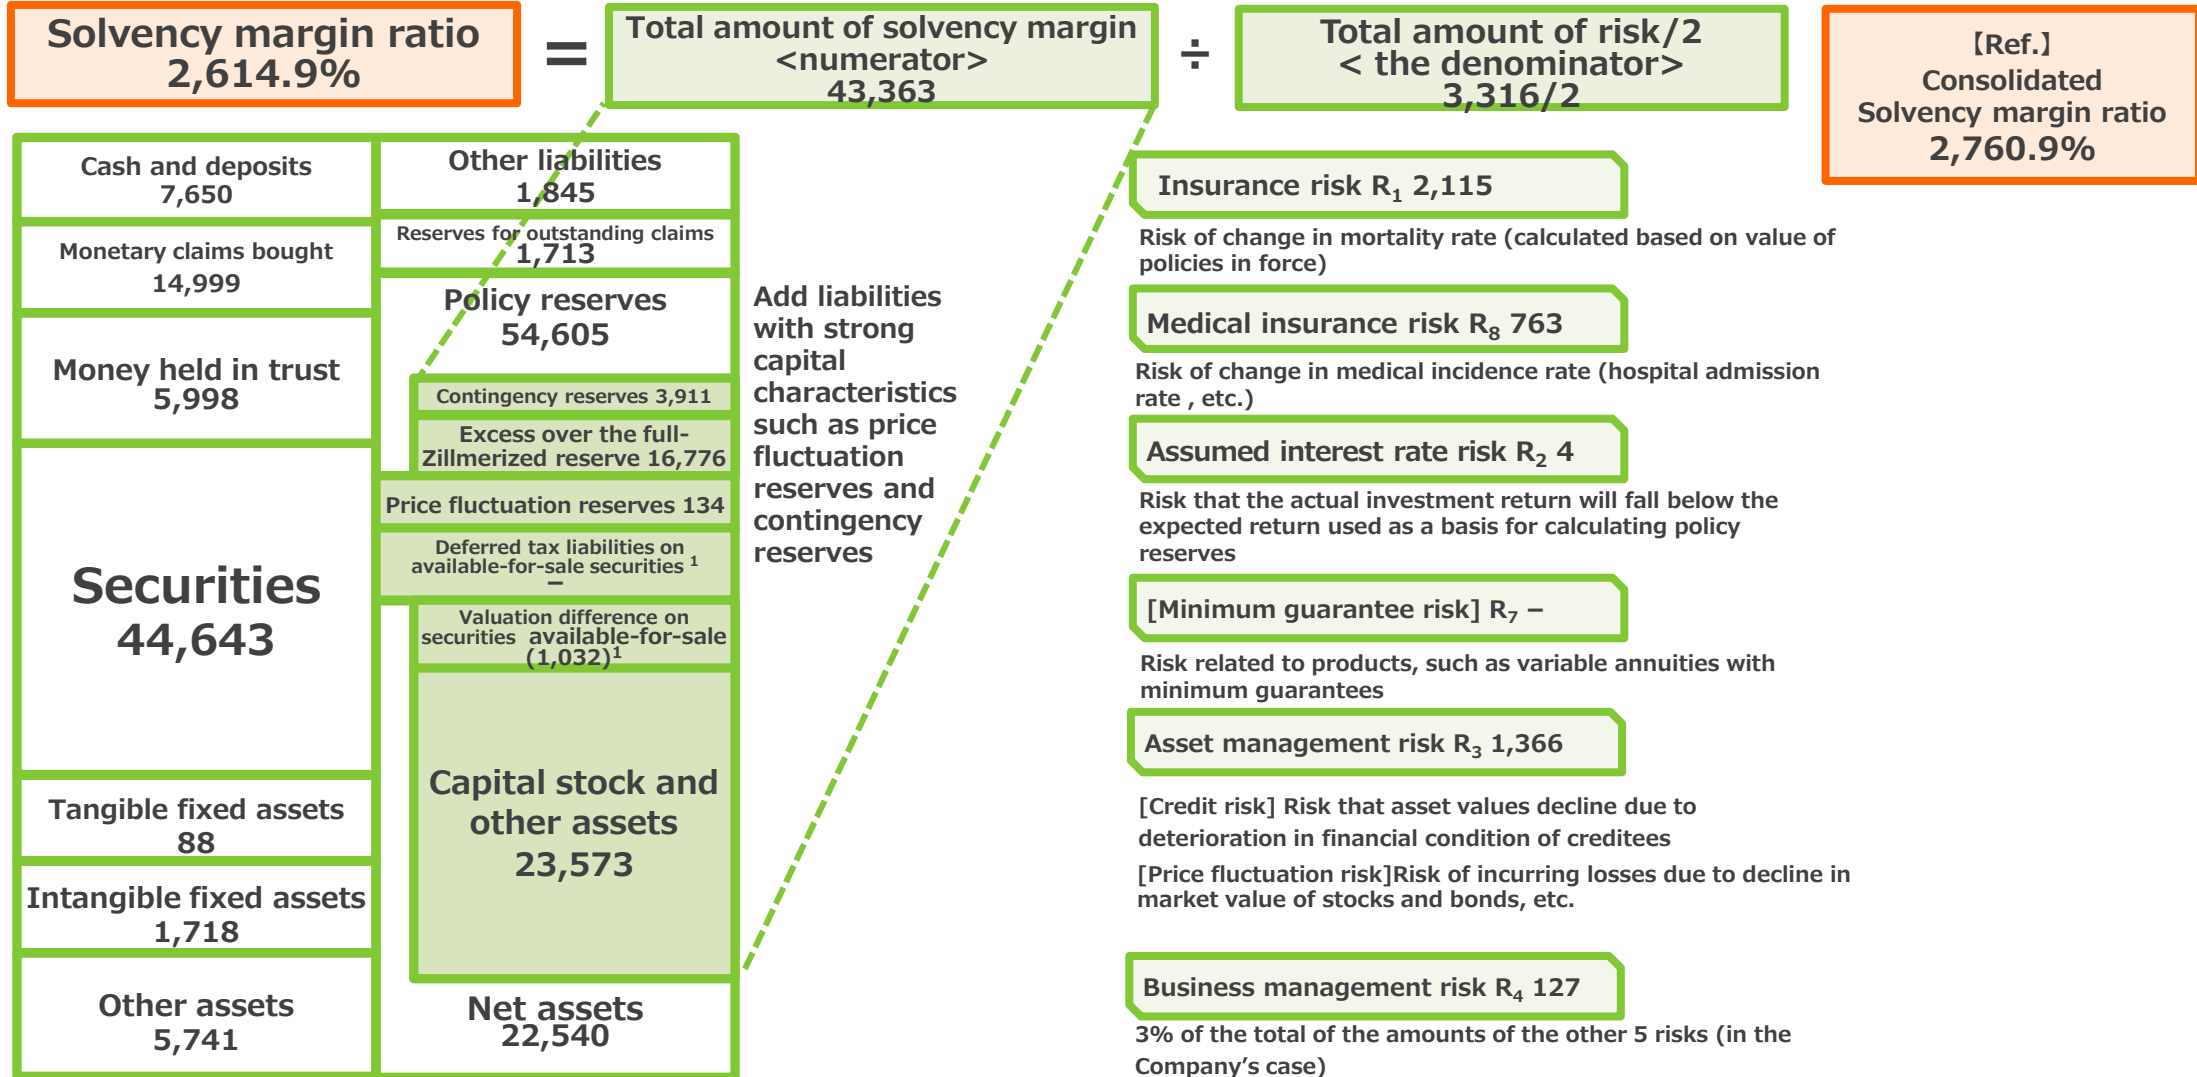 Solvency margin ratio
2,614.9%
=
Total amount of solvency margin
<numerator>
43,363
÷
Total amount of risk/2
< the denominator>
3,316/2
【Ref.】
Consolidated
Solvency margin ratio
2,760.9%
Cash and deposits
7,650
Monetary claims bought
14,999
Money held in trust
5,998
Securities
44,643
Tangible fixed assets
88
Intangible fixed assets
1,718
Other assets
5,741
Other liabilities
1,845
Reserves for outstanding claims
1,713
Policy reserves
54,605
Contingency reserves 3,911
Excess over the full-
Zillmerized reserve 16,776
Price fluctuation reserves 134
Deferred tax liabilities on
available-for-sale securities 1
–
Valuation difference on
securities available-for-sale
(1,032)1
Capital stock and
other assets
23,573
Net assets
22,540
Add liabilities
with strong
capital
characteristics
such as price
fluctuation
reserves and
contingency
reserves
Insurance risk R1 2,115
Risk of change in mortality rate (calculated based on value of
policies in force)
Medical insurance risk R8 763
Risk of change in medical incidence rate (hospital admission
rate , etc.)
Assumed interest rate risk R2 4
Risk that the actual investment return will fall below the
expected return used as a basis for calculating policy
reserves
[Minimum guarantee risk] R7 –
Risk related to products, such as variable annuities with
minimum guarantees
Asset management risk R3 1,366
[Credit risk] Risk that asset values decline due to
deterioration in financial condition of creditees
[Price fluctuation risk]Risk of incurring losses due to decline in
market value of stocks and bonds, etc.
Business management risk R4 127
3% of the total of the amounts of the other 5 risks (in the
Company’s case)